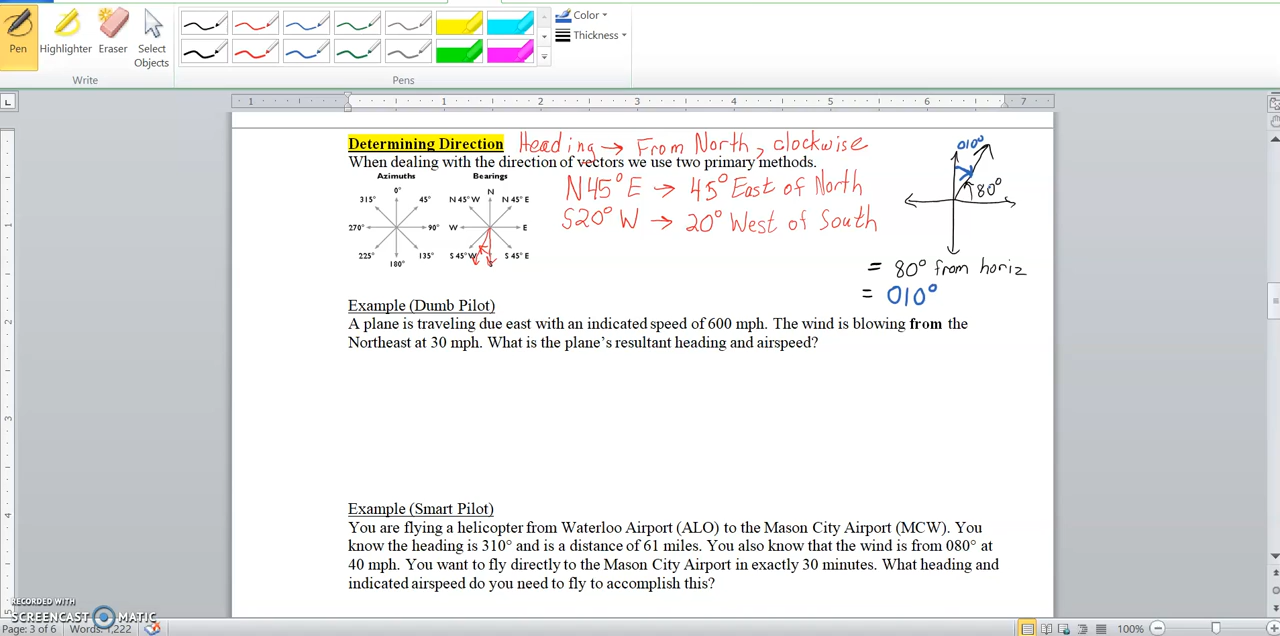 Pen
Highlighter
Eraser
Select Objects
Write
Pens
Color
Thickness
1 1 2 3 4 5 6 7
Determining Direction Heading → From North, clockwise
When dealing with the direction of vectors we use two primary methods.
Azimuths
0°
315° 45°
270° 90°
225° 135°
180°
Bearings
N
N 45° W N 45° E
W E
S 45° W S 45° E
N45°E → 45° East of North
S20°W → 20° West of South
010°
80°
= 80° from horiz
= 010°
Example (Dumb Pilot)
A plane is traveling due east with an indicated speed of 600 mph. The wind is blowing from the
Northeast at 30 mph. What is the plane's resultant heading and airspeed?
Example (Smart Pilot)
You are flying a helicopter from Waterloo Airport (ALO) to the Mason City Airport (MCW). You
know the heading is 310° and is a distance of 61 miles. You also know that the wind is from 080° at
40 mph. You want to fly directly to the Mason City Airport in exactly 30 minutes. What heading and
indicated airspeed do you need to fly to accomplish this?
RECORDED WITH
SCREENCAST MATIC
Page: 3 of 6 Words: 1,222
100%